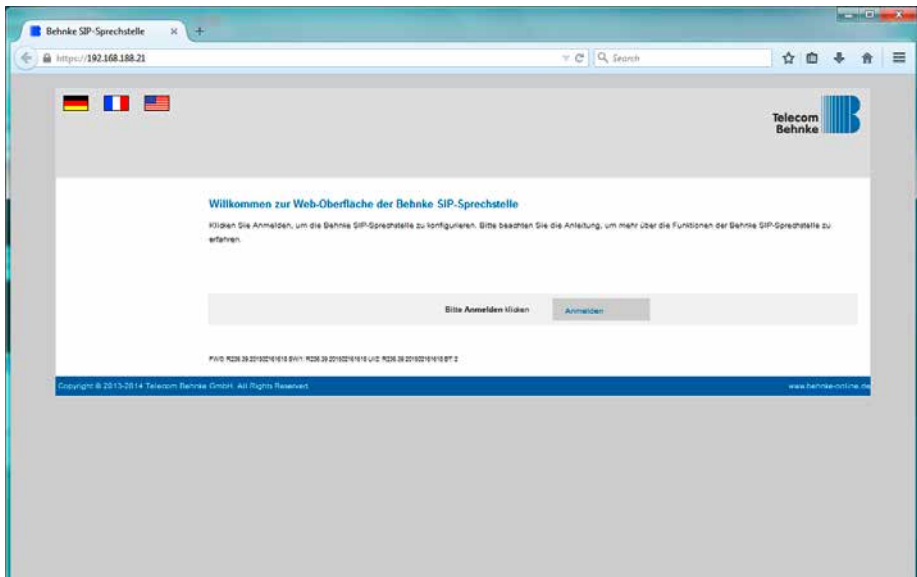 Behnke SIP-Sprechstelle
https://192.168.188.21
Search
Telecom
Behnke
Willkommen zur Web-Oberfläche der Behnke SIP-Sprechstelle
Klicken Sie Anmelden, um die Behnke SIP-Sprechstelle zu konfigurieren. Bitte beachten Sie die Anleitung, um mehr über die Funktionen der Behnke SIP-Sprechstelle zu
erfahren.
Bitte Anmelden klicken
Anmelden
Copyright © 2013-2014 Telecom Behnke GmbH. All Rights Reserved.
www.behnke-online.de